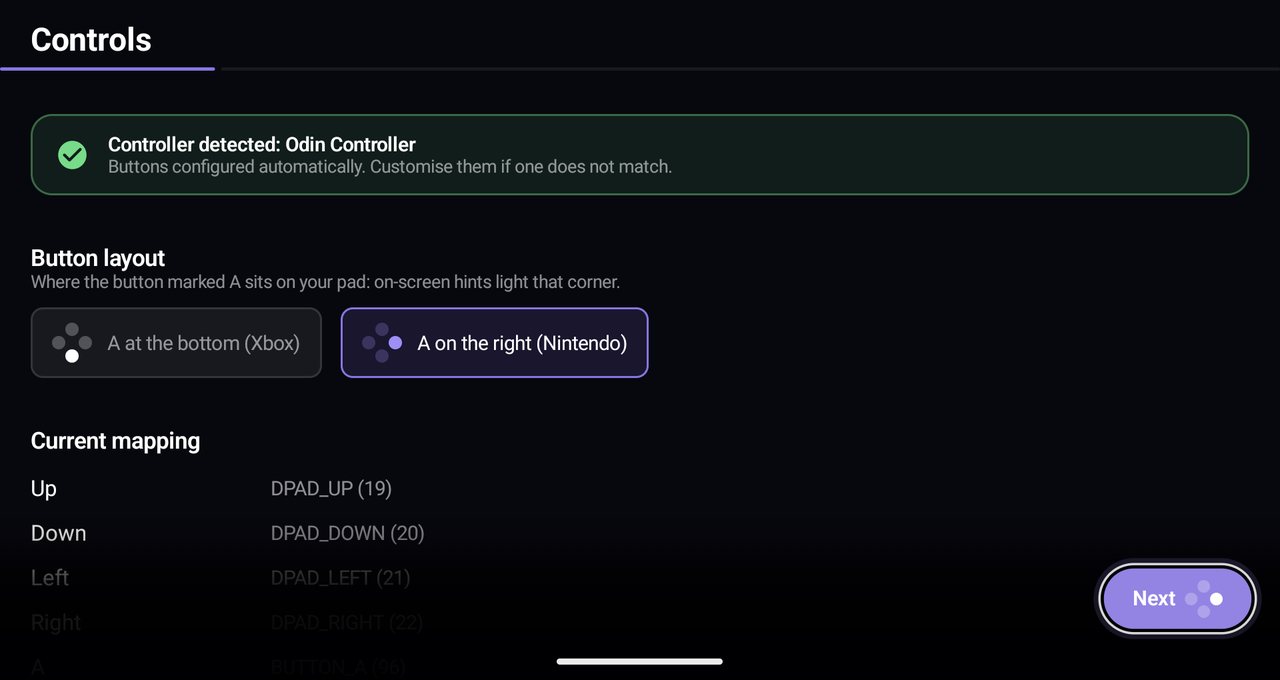 Controls
Controller detected: Odin Controller
Buttons configured automatically. Customise them if one does not match.
Button layout
Where the button marked A sits on your pad: on-screen hints light that corner.
A at the bottom (Xbox)
A on the right (Nintendo)
Current mapping
Up DPAD_UP (19)
Down DPAD_DOWN (20)
Left DPAD_LEFT (21)
Right DPAD_RIGHT (22)
A BUTTON_A (96)
Next